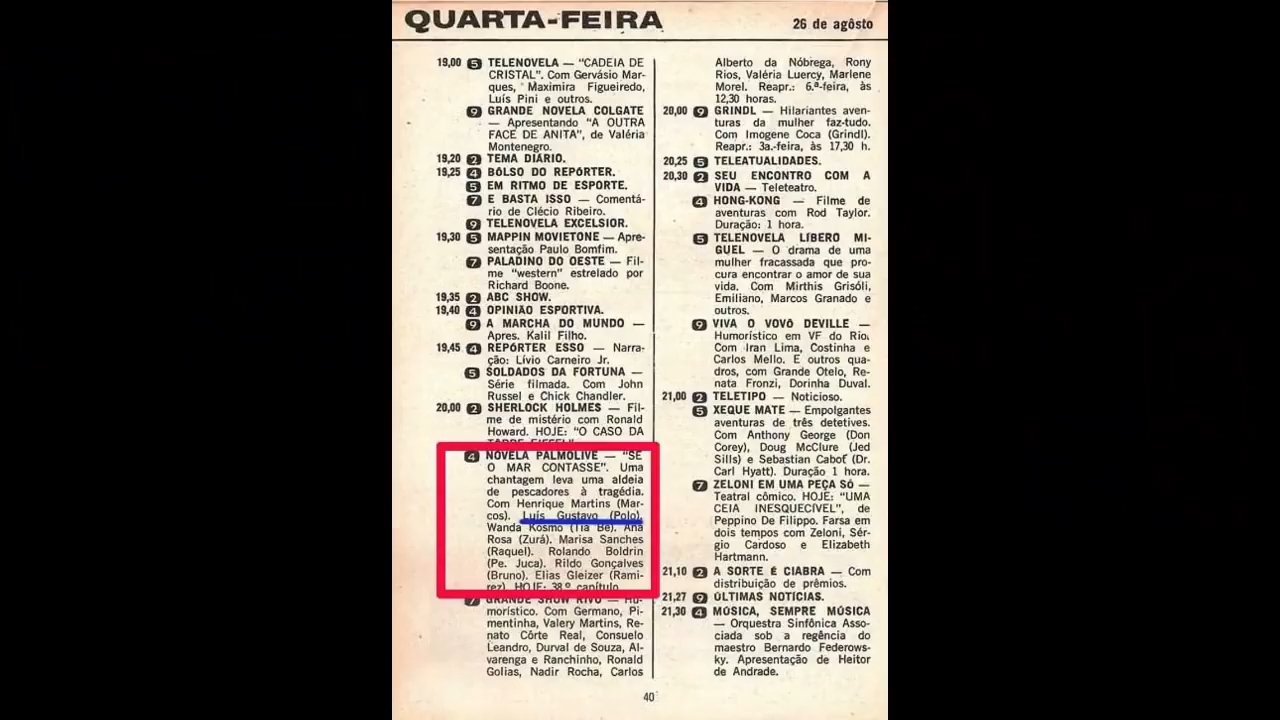 QUARTA-FEIRA
26 de agôsto
19,00 5 TELENOVELA — "CADEIA DE
CRISTAL". Com Gervásio Mar-
ques, Maximira Figueiredo,
Luís Pini e outros.
9 GRANDE NOVELA COLGATE
— Apresentando "A OUTRA
FACE DE ANITA", de Valéria
Montenegro.
19,20 2 TEMA DIÁRIO.
19,25 4 BÔLSO DO REPÓRTER.
5 EM RITMO DE ESPORTE.
7 E BASTA ISSO — Comentá-
rio de Clécio Ribeiro.
9 TELENOVELA EXCELSIOR.
19,30 5 MAPPIN MOVIETONE — Apre-
sentação Paulo Bomfim.
7 PALADINO DO OESTE — Fil-
me "western" estrelado por
Richard Boone.
19,35 2 ABC SHOW.
19,40 4 OPINIÃO ESPORTIVA.
9 A MARCHA DO MUNDO —
Apres. Kalil Filho.
19,45 4 REPÓRTER ESSO — Narra-
ção: Lívio Carneiro Jr.
5 SOLDADOS DA FORTUNA —
Série filmada. Com John
Russel e Chick Chandler.
20,00 2 SHERLOCK HOLMES — Fil-
me de mistério com Ronald
Howard. HOJE: "O CASO DA
TÔRRE EIFFEL"
4 NOVELA PALMOLIVE — "SE
O MAR CONTASSE". Uma
chantagem leva uma aldeia
de pescadores à tragédia.
Com Henrique Martins (Mar-
cos). Luís Gustavo (Polo).
Wanda Kosmo (Tia Bé). Ana
Rosa (Zurá). Marisa Sanches
(Raquel). Rolando Boldrin
(Pe. Juca). Rildo Gonçalves
(Bruno). Elias Gleizer (Rami-
rez). HOJE: 38.º capítulo
7 GRANDE SHOW RIVO — Hu-
morístico. Com Germano, Pi-
mentinha, Valery Martins, Re-
nato Côrte Real, Consuelo
Leandro, Durval de Souza, Al-
varenga e Ranchinho, Ronald
Golias, Nadir Rocha, Carlos
Alberto da Nóbrega, Rony
Rios, Valéria Luercy, Marlene
Morel. Reapr.: 6.ª-feira, às
12,30 horas.
20,00 9 GRINDL — Hilariantes aven-
turas da mulher faz-tudo.
Com Imogene Coca (Grindl).
Reapr.: 3a.-feira, às 17,30 h.
20,25 5 TELEATUALIDADES.
20,30 2 SEU ENCONTRO COM A
VIDA — Teleteatro.
4 HONG-KONG — Filme de
aventuras com Rod Taylor.
Duração: 1 hora.
5 TELENOVELA LÍBERO MI-
GUEL — O drama de uma
mulher fracassada que pro-
cura encontrar o amor de sua
vida. Com Mirthis Grisóli,
Emiliano, Marcos Granado e
outros.
9 VIVA O VOVÔ DEVILLE —
Humorístico em VF do Rio.
Com Iran Lima, Costinha e
Carlos Mello. E outros qua-
dros, com Grande Otelo, Re-
nata Fronzi, Dorinha Duval.
21,00 2 TELETIPO — Noticioso.
5 XEQUE MATE — Empolgantes
aventuras de três detetives.
Com Anthony George (Don
Corey), Doug McClure (Jed
Sills) e Sebastian Cabot (Dr.
Carl Hyatt). Duração 1 hora.
7 ZELONI EM UMA PEÇA SÓ —
Teatral cômico. HOJE: "UMA
CEIA INESQUECÍVEL", de
Peppino De Filippo. Farsa em
dois tempos com Zeloni, Sér-
gio Cardoso e Elizabeth
Hartmann.
21,10 2 A SORTE É CIABRA — Com
distribuição de prêmios.
21,27 9 ÚLTIMAS NOTÍCIAS.
21,30 4 MÚSICA, SEMPRE MÚSICA
— Orquestra Sinfônica Asso-
ciada sob a regência do
maestro Bernardo Federows-
ky. Apresentação de Heitor
de Andrade.
40